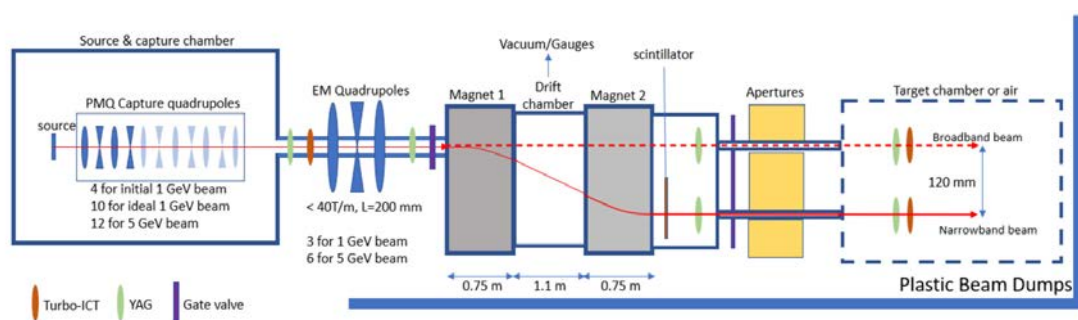 Source & capture chamber
PMQ Capture quadrupoles
source
4 for initial 1 GeV beam
10 for ideal 1 GeV beam
12 for 5 GeV beam
EM Quadrupoles
< 40T/m, L=200 mm
3 for 1 GeV beam
6 for 5 GeV beam
Vacuum/Gauges
Magnet 1
Drift
chamber
Magnet 2
scintillator
Apertures
Target chamber or air
Broadband beam
120 mm
Narrowband beam
0.75 m
1.1 m
0.75 m
Plastic Beam Dumps
Turbo-ICT
YAG
Gate valve